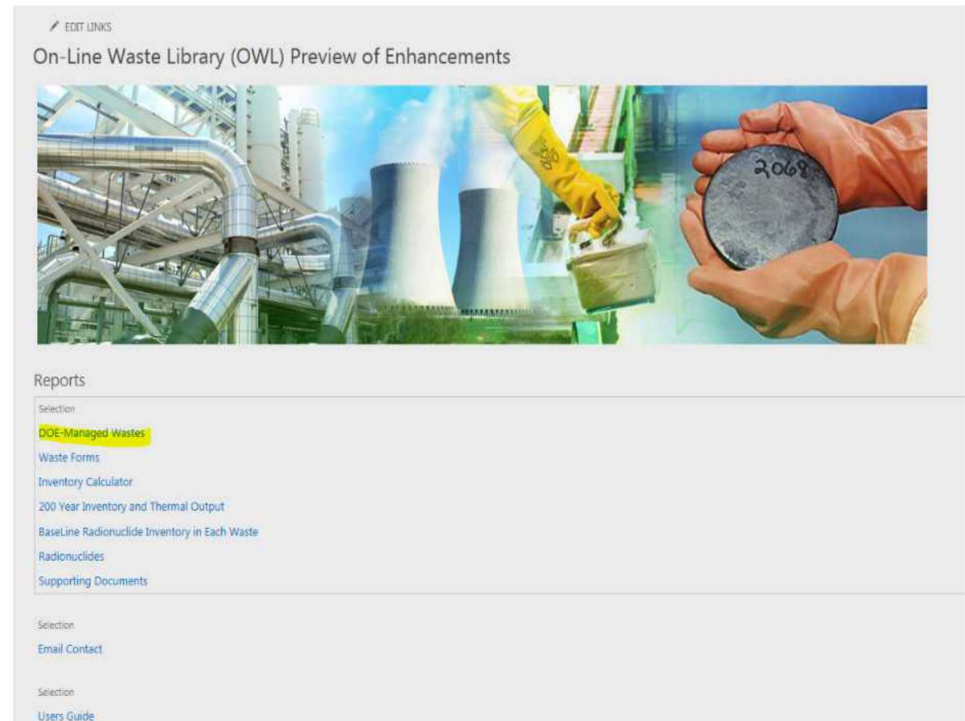 EDIT LINKS
On-Line Waste Library (OWL) Preview of Enhancements
2068
Reports
Selection
DOE-Managed Wastes
Waste Forms
Inventory Calculator
200 Year Inventory and Thermal Output
BaseLine Radionuclide Inventory in Each Waste
Radionuclides
Supporting Documents
Selection
Email Contact
Selection
Users Guide